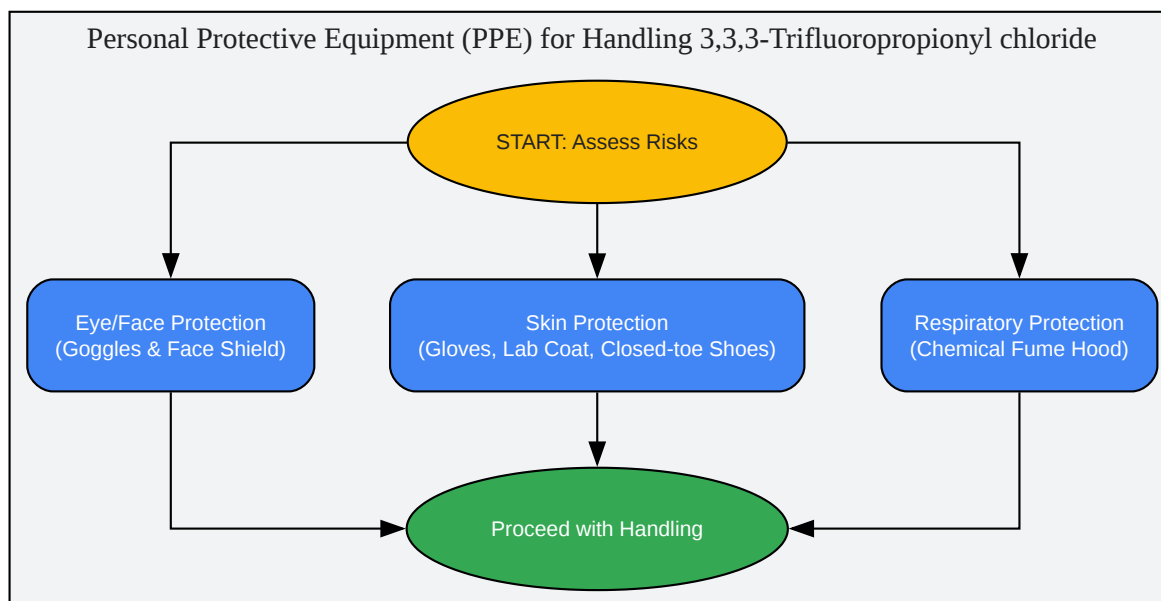 Personal Protective Equipment (PPE) for Handling 3,3,3-Trifluoropropionyl chloride
START: Assess Risks
Eye/Face Protection
(Goggles & Face Shield)
Skin Protection
(Gloves, Lab Coat, Closed-toe Shoes)
Respiratory Protection
(Chemical Fume Hood)
Proceed with Handling